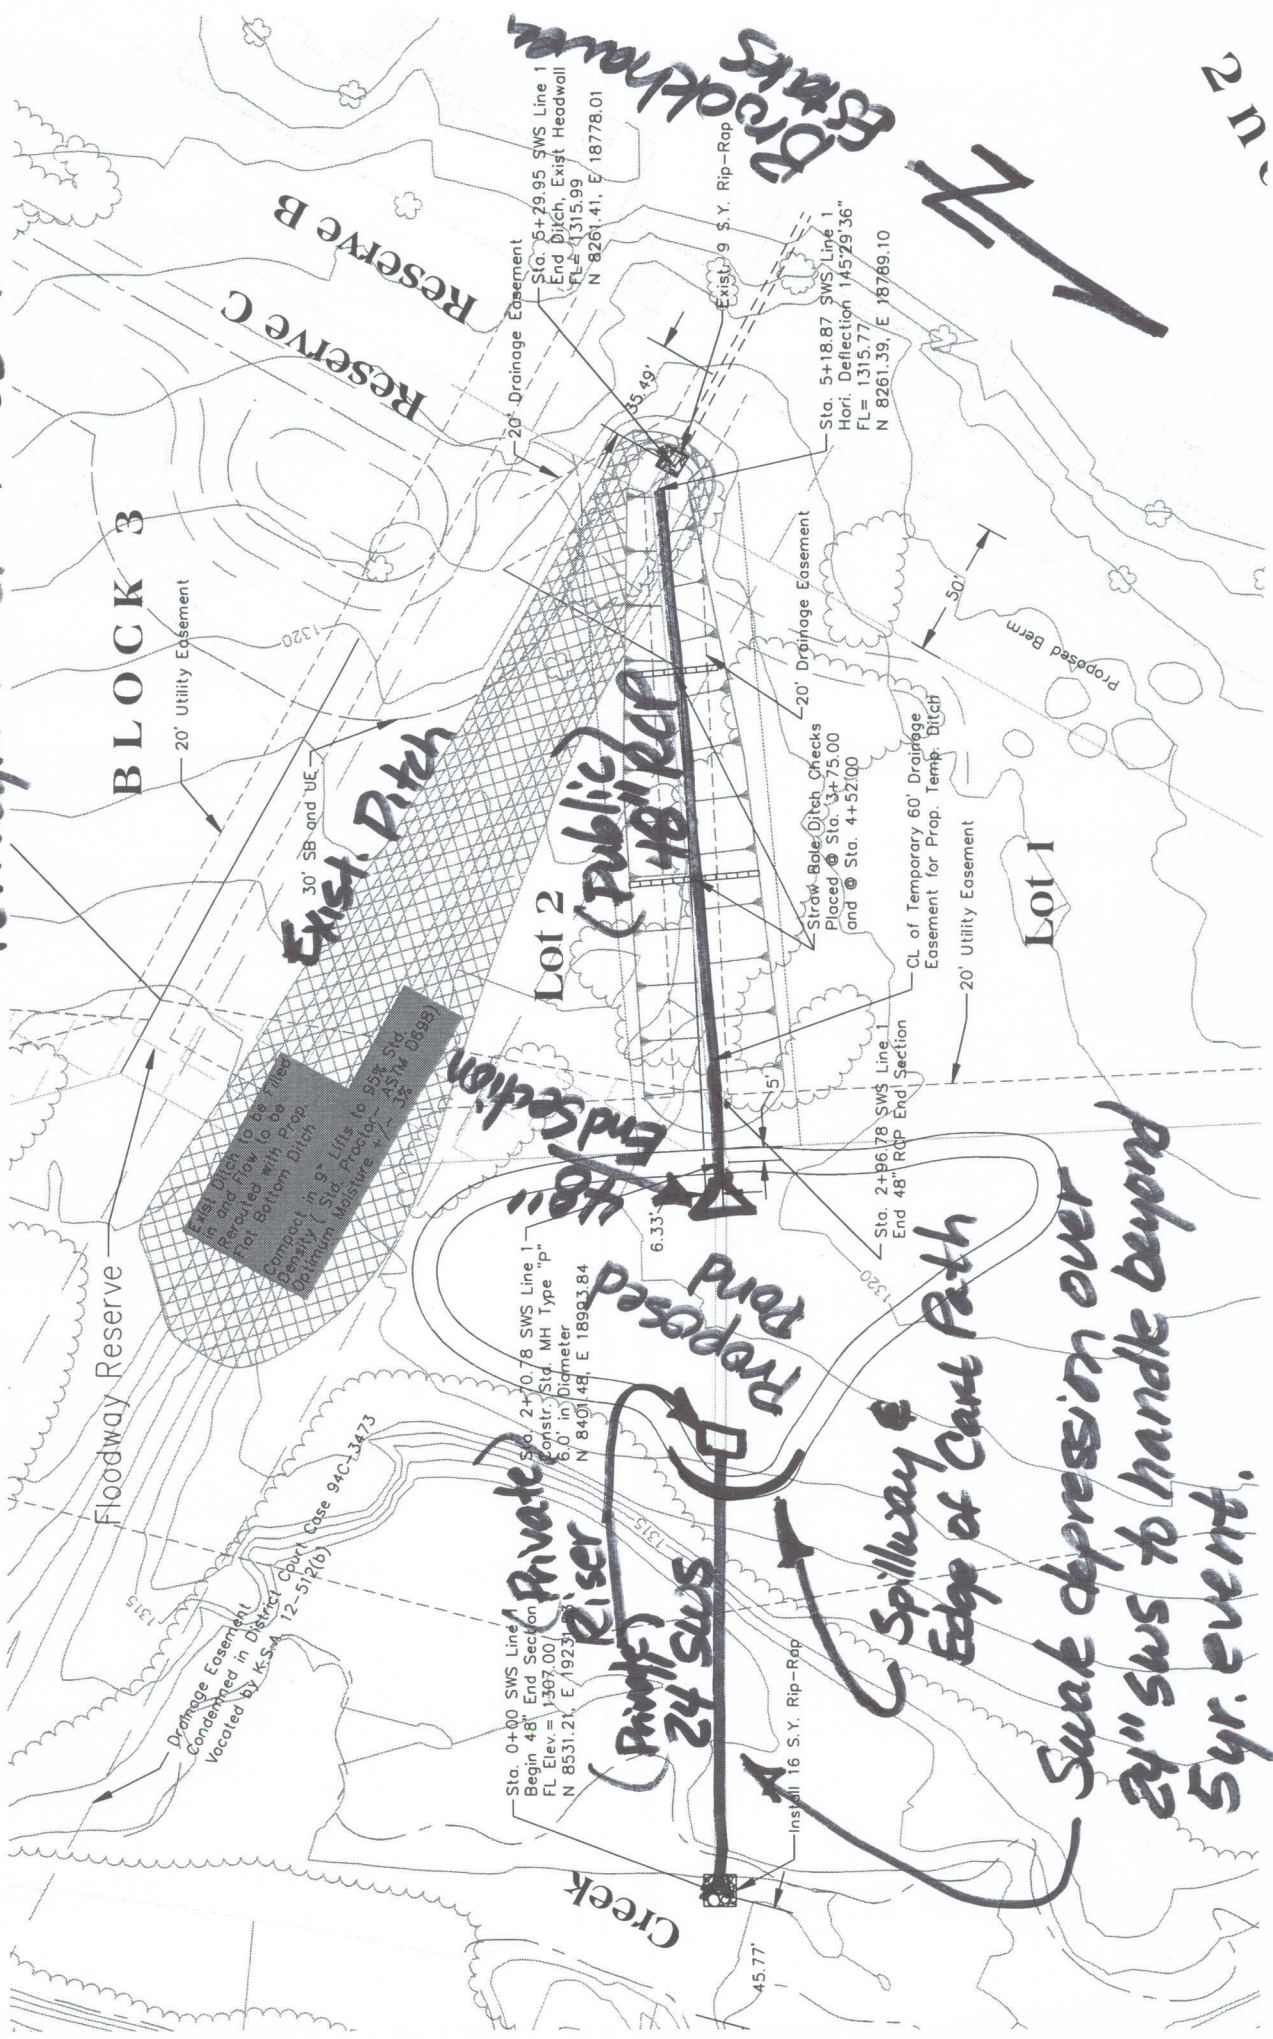 BLOCK 3
20' Utility Easement
Reserve B
Reserve C
20' Drainage Easement
Sta. 5+29.95 SWS Line 1
End Ditch, Exist Headwall
FL= 1315.99
N 8261.41, E 18778.01
Brookhaven
Estates
35.49'
Exist. 9 S.Y. Rip-Rap
Sta. 5+18.87 SWS Line 1
Hori. Deflection 145°29'36"
FL= 1315.77
N 8261.39, E 18789.10
N
1320
30' SB and UE
Exist. Ditch
Floodway Reserve
Exist Ditch to be Filled
in and Flow to be
Rerouted with Prop.
Flat Bottom Ditch
Compact in 9" Lifts to 95% Std.
Density ( Std. Proctor- ASTM D698)
Optimum Moisture +/- 3%
Lot 2
(Public)
48" RCP
20' Drainage Easement
50'
Proposed Berm
Straw Bale Ditch Checks
Placed @ Sta. 3+75.00
and @ Sta. 4+52.00
CL of Temporary 60' Drainage
Easement for Prop. Temp. Ditch
20' Utility Easement
Lot 1
48"
End Section
6.33'
5'
Sta. 2+96.78 SWS Line 1
End 48" RCP End Section
1320
Sta. 2+70.78 SWS Line 1
Constr. Sta. MH Type "P"
6.0' in Diameter
N 8401.48, E 18993.84
Proposed
Pond
1315
Drainage Easement
Condemned in District Court Case 94C-3473
Vacated by K.S.A. 12-512(b)
1315
Sta. 0+00 SWS Line
Begin 48" End Section
FL Elev.= 1307.00
N 8531.21, E 19231
(Private)
Riser
24" SWS
Install 16 S.Y. Rip-Rap
Creek
45.77'
Spillway @
Edge of Cart Path
Swale depression over
24" SWS to handle beyond
5 yr. event.